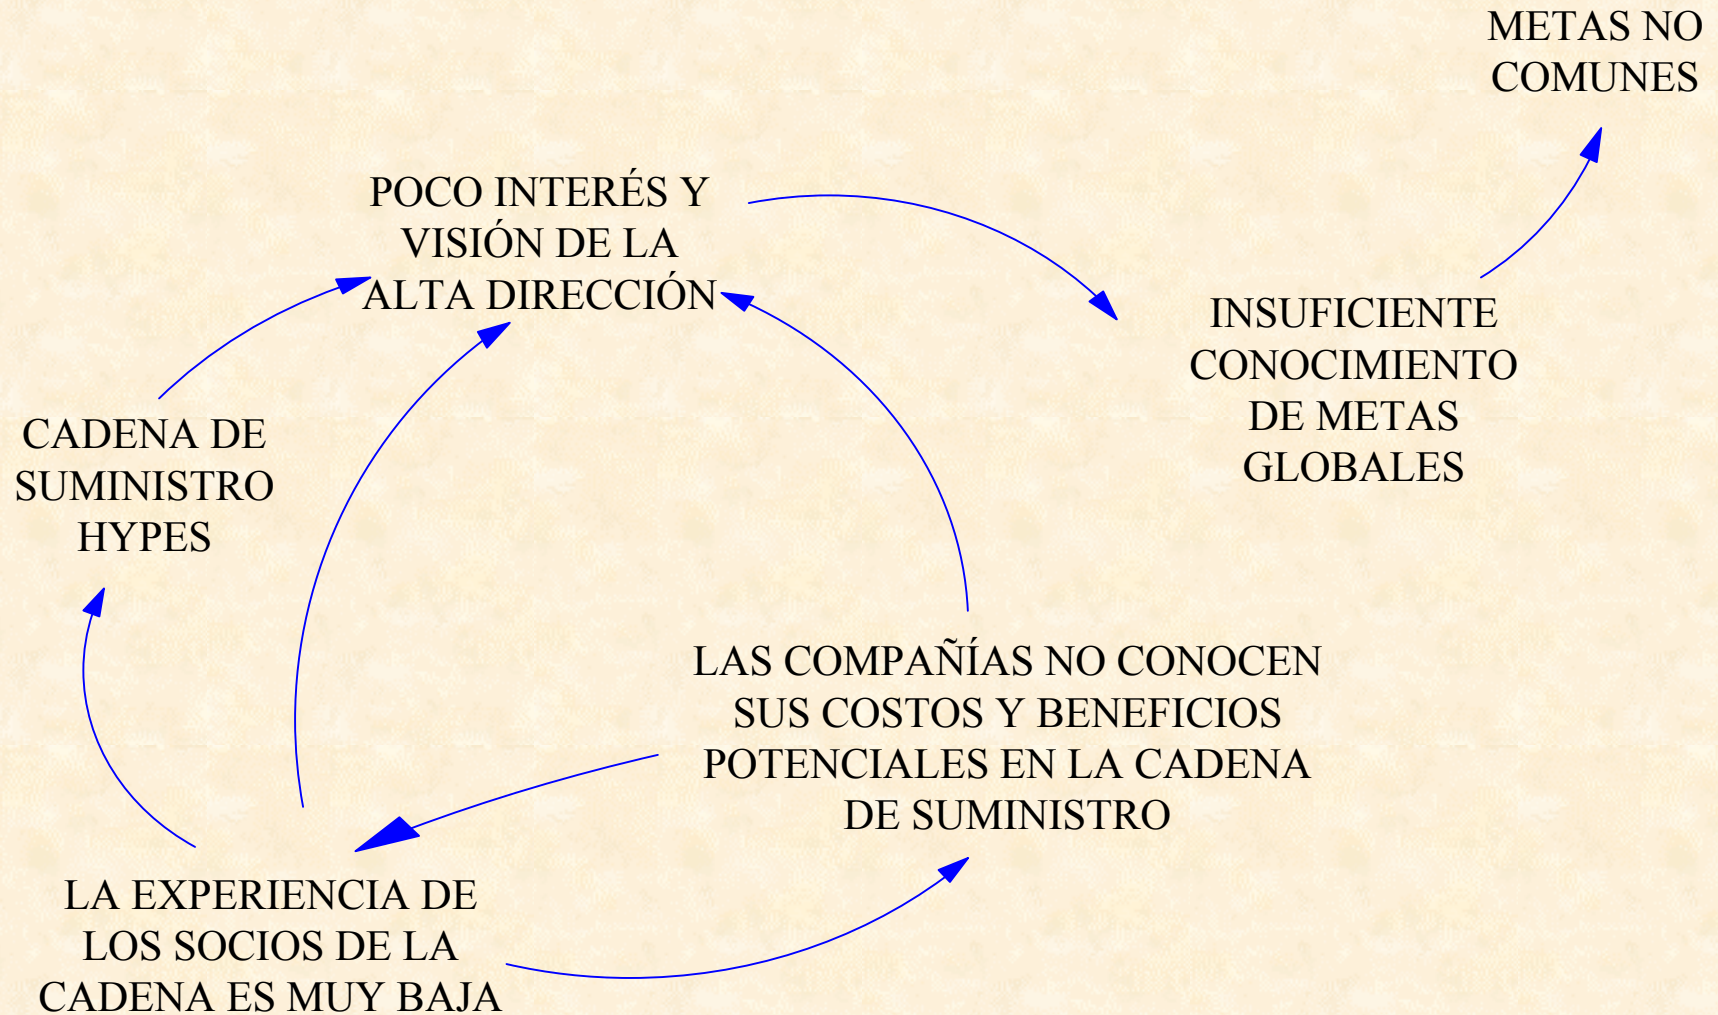 METAS NO
COMUNES
POCO INTERÉS Y
VISIÓN DE LA
ALTA DIRECCIÓN
INSUFICIENTE
CONOCIMIENTO
DE METAS
GLOBALES
CADENA DE
SUMINISTRO
HYPES
LAS COMPAÑÍAS NO CONOCEN
SUS COSTOS Y BENEFICIOS
POTENCIALES EN LA CADENA
DE SUMINISTRO
LA EXPERIENCIA DE
LOS SOCIOS DE LA
CADENA ES MUY BAJA